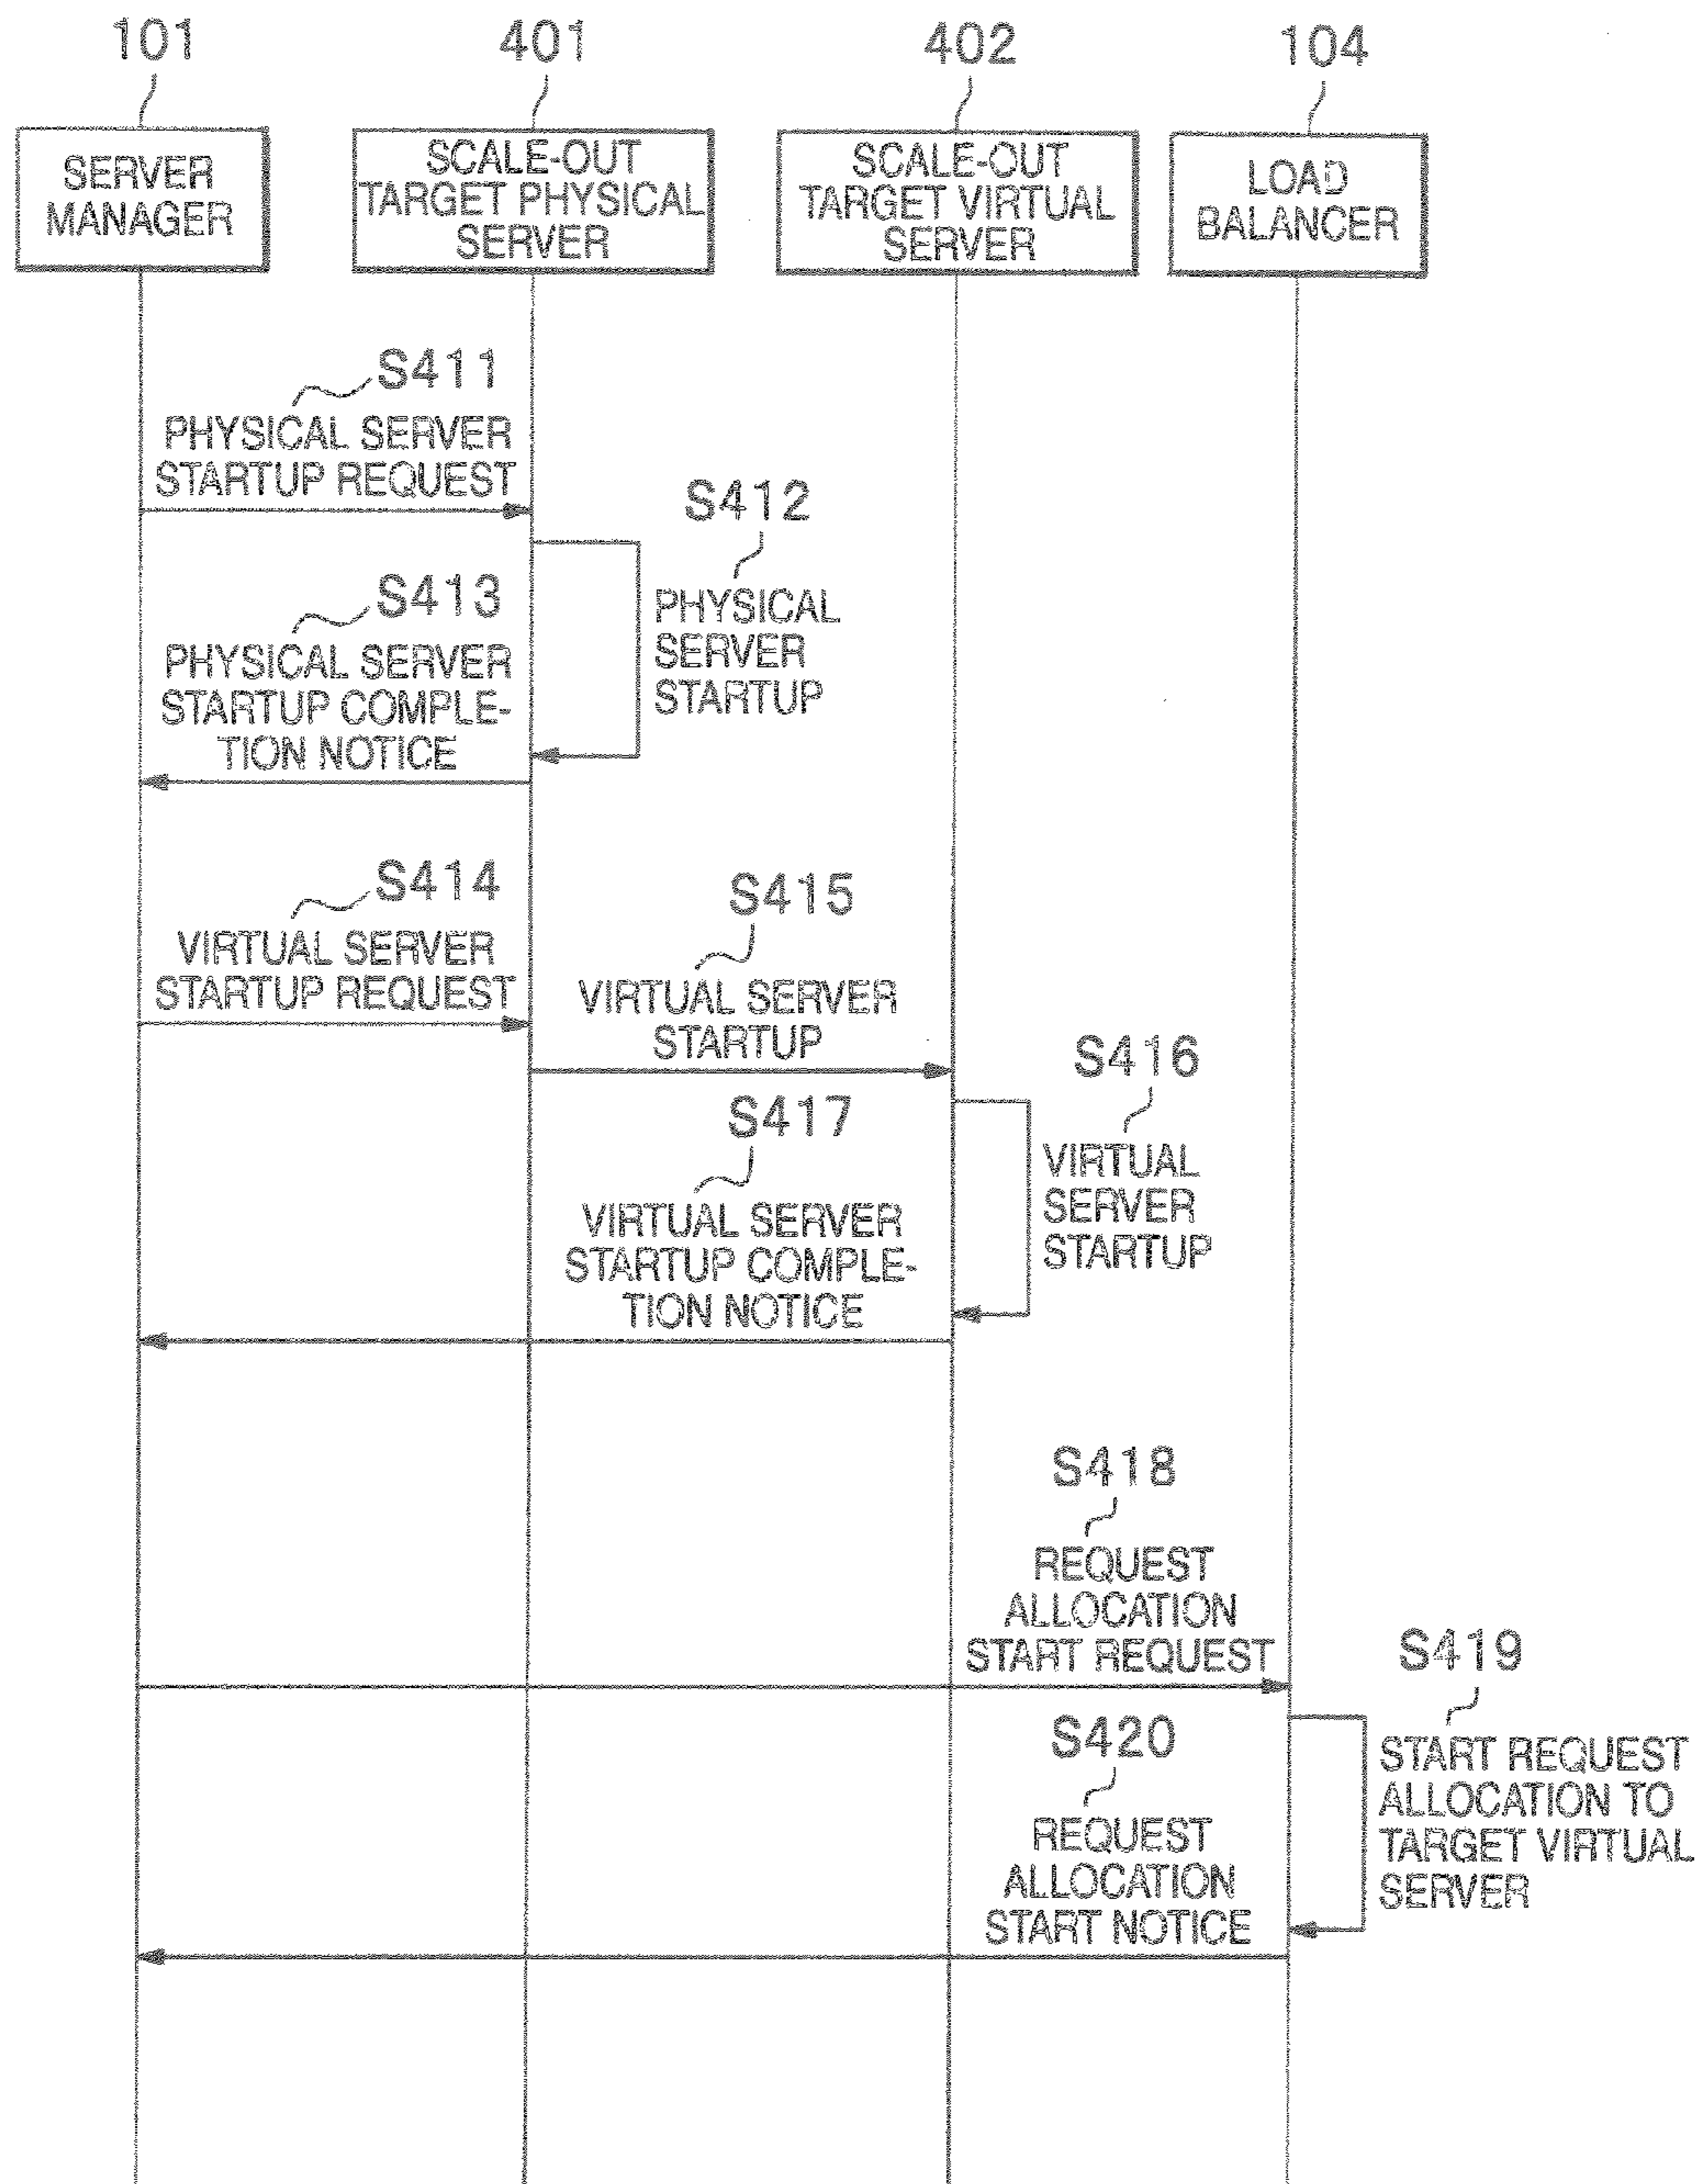 101
401
402
104
SERVER
MANAGER
SCALE-OUT
TARGET PHYSICAL
SERVER
SCALE-OUT
TARGET VIRTUAL
SERVER
LOAD
BALANCER
S411
PHYSICAL SERVER
STARTUP REQUEST
S412
PHYSICAL
SERVER
STARTUP
S413
PHYSICAL SERVER
STARTUP COMPLE-
TION NOTICE
S414
VIRTUAL SERVER
STARTUP REQUEST
S415
VIRTUAL SERVER
STARTUP
S416
VIRTUAL
SERVER
STARTUP
S417
VIRTUAL SERVER
STARTUP COMPLE-
TION NOTICE
S418
REQUEST
ALLOCATION
START REQUEST
S419
START REQUEST
ALLOCATION TO
TARGET VIRTUAL
SERVER
S420
REQUEST
ALLOCATION
START NOTICE